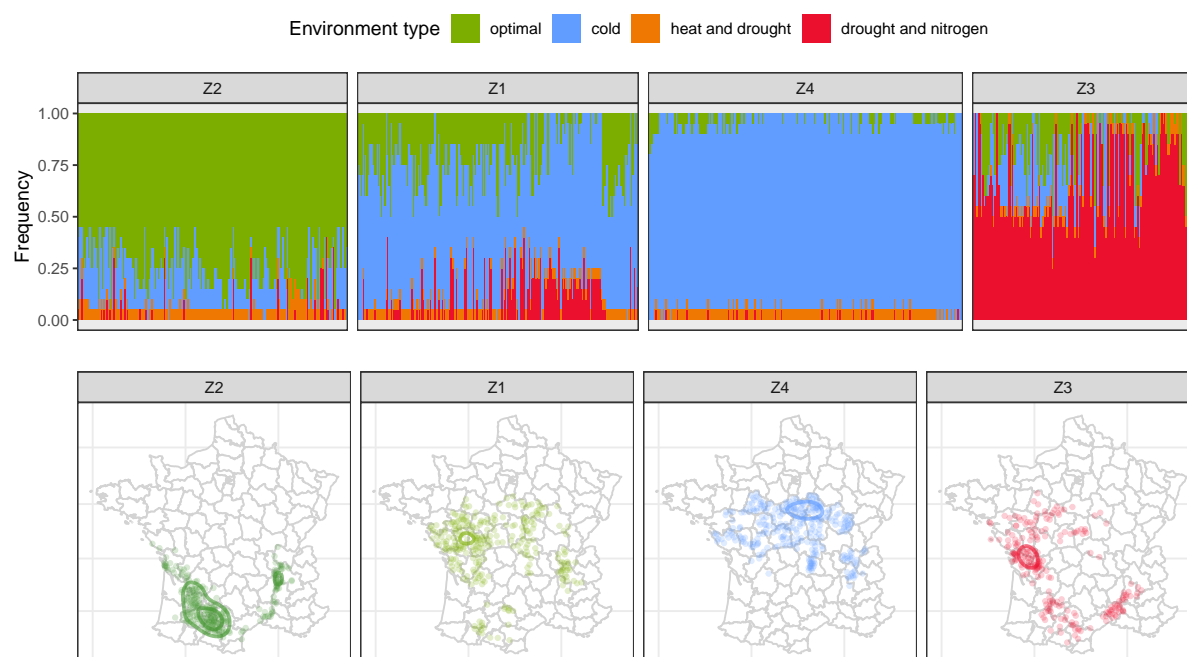 Environment type optimal cold heat and drought drought and nitrogen
Z2 Z1 Z4 Z3
Frequency
1.00
0.75
0.50
0.25
0.00
Z2 Z1 Z4 Z3